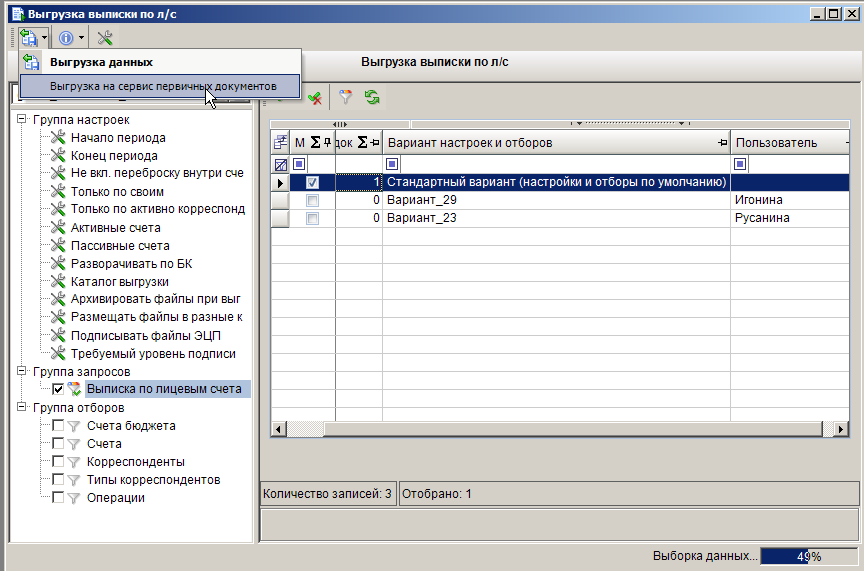 Выгрузка выписки по л/с
Выгрузка данных
Выгрузка на сервис первичных документов
Выгрузка выписки по л/с
Группа настроек
Начало периода
Конец периода
Не вкл. переброску внутри сче
Только по своим
Только по активно корреспонд
Активные счета
Пассивные счета
Разворачивать по БК
Каталог выгрузки
Архивировать файлы при выг
Размещать файлы в разные к
Подписывать файлы ЭЦП
Требуемый уровень подписи
Группа запросов
Выписка по лицевым счета
Группа отборов
Счета бюджета
Счета
Корреспонденты
Типы корреспондентов
Операции
М Σ док Σ Вариант настроек и отборов Пользователь
1 Стандартный вариант (настройки и отборы по умолчанию)
0 Вариант_29 Игонина
0 Вариант_23 Русанина
Количество записей: 3 Отобрано: 1
Выборка данных... 49%